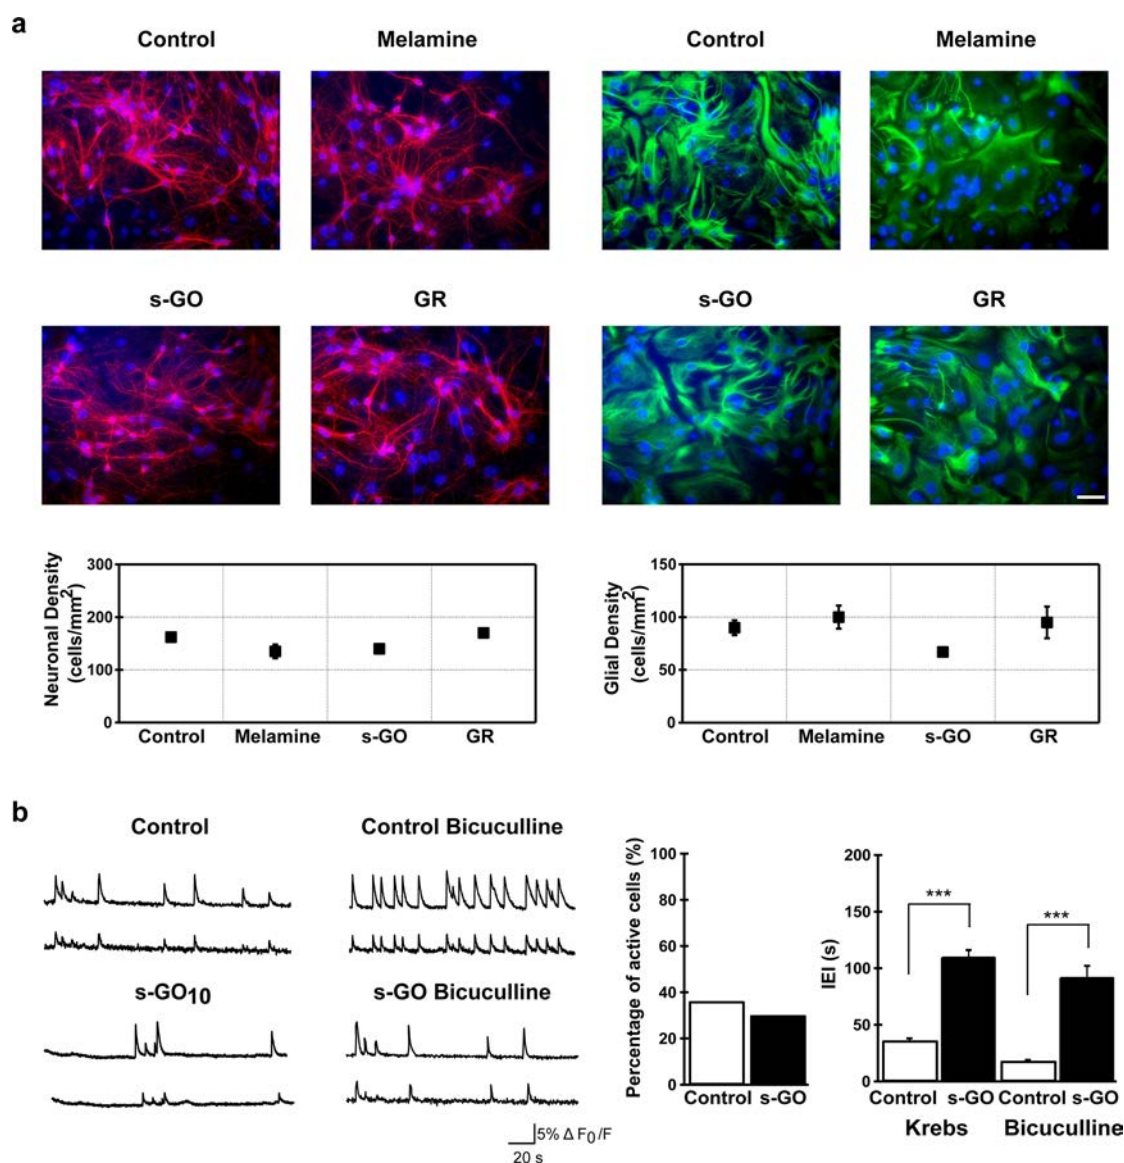 a
Control Melamine Control Melamine
s-GO GR s-GO GR
Neuronal Density
(cells/mm2)
300
200
100
0
Control Melamine s-GO GR
Glial Density
(cells/mm2)
150
100
50
0
Control Melamine s-GO GR
b
Control Control Bicuculline
s-GO10 s-GO Bicuculline
5% Δ F0/F
20 s
Percentage of active cells (%)
100
80
60
40
20
0
Control s-GO
IEI (s)
200
150
100
50
0
***
***
Control s-GO Control s-GO
Krebs Bicuculline